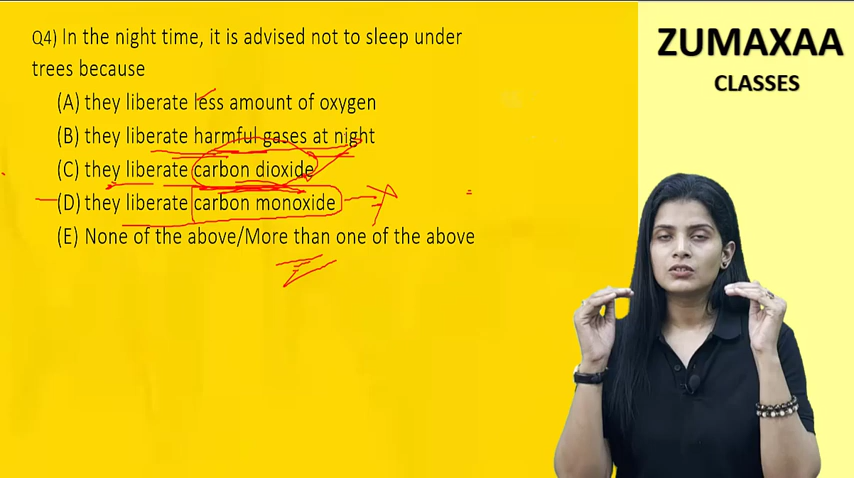 Q4) In the night time, it is advised not to sleep under
trees because
(A) they liberate less amount of oxygen
(B) they liberate harmful gases at night
(C) they liberate carbon dioxide
(D) they liberate carbon monoxide
(E) None of the above/More than one of the above
ZUMAXAA
CLASSES